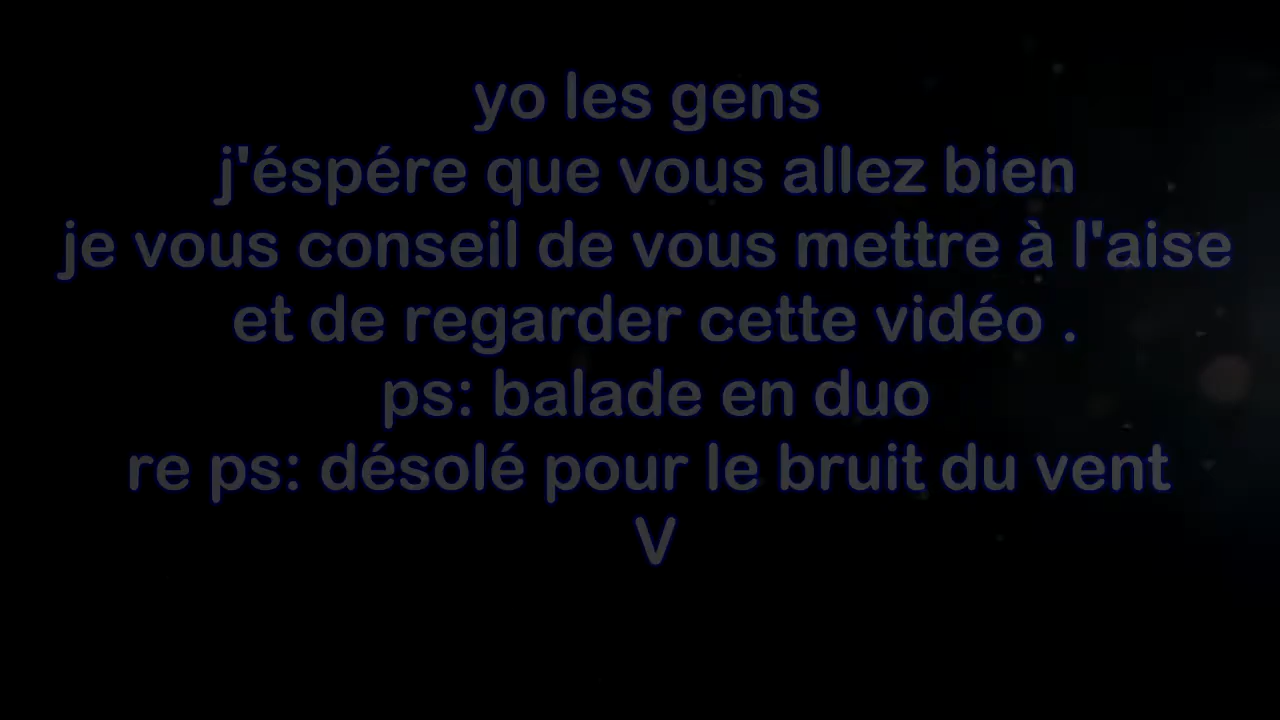 yo les gens
j'éspére que vous allez bien
je vous conseil de vous mettre à l'aise
et de regarder cette vidéo .
ps: balade en duo
re ps: désolé pour le bruit du vent
V